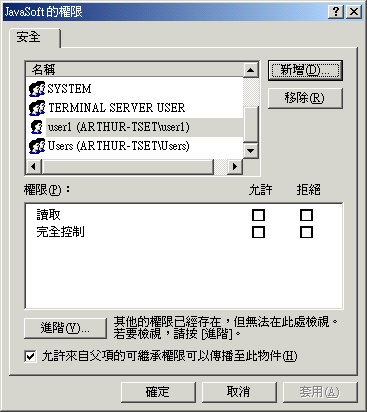 JavaSoft 的權限
安全
名稱
SYSTEM
TERMINAL SERVER USER
user1 (ARTHUR-TSET\user1)
Users (ARTHUR-TSET\Users)
新增(D)...
移除(R)
權限(P)： 允許 拒絕
讀取
完全控制
進階(V)...
其他的權限已經存在，但無法在此處檢視。
若要檢視，請按 [進階]。
允許來自父項的可繼承權限可以傳播至此物件(H)
確定 取消 套用(A)